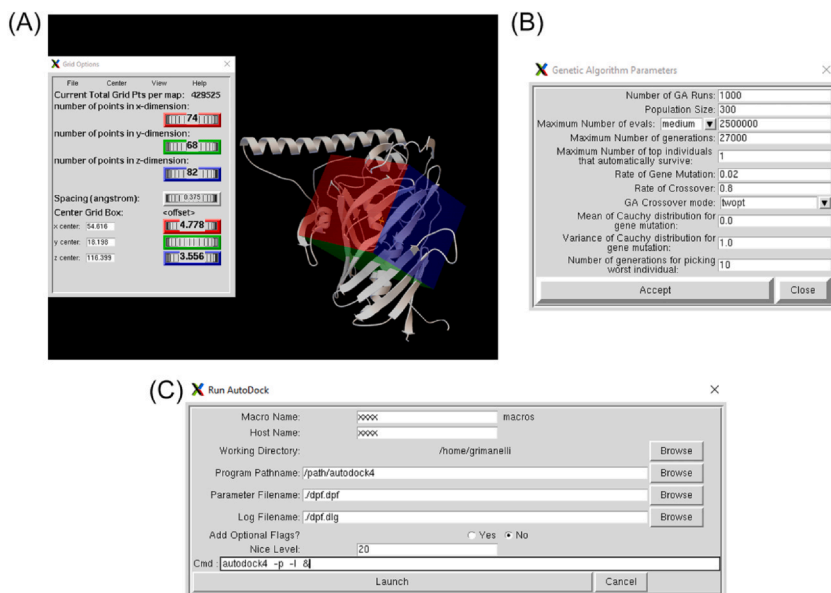 (A)
Grid Options
File Center View Help
Current Total Grid Pts per map: 429525
number of points in x-dimension:
74
number of points in y-dimension:
68
number of points in z-dimension:
82
Spacing (angstrom): 0.375
Center Grid Box: <offset>
x center: 54.616 4.778
y center: 18.198
z center: 116.399 3.556
(B)
Genetic Algorithm Parameters
Number of GA Runs: 1000
Population Size: 300
Maximum Number of evals: medium 2500000
Maximum Number of generations: 27000
Maximum Number of top individuals
that automatically survive: 1
Rate of Gene Mutation: 0.02
Rate of Crossover: 0.8
GA Crossover mode: twopt
Mean of Cauchy distribution for
gene mutation: 0.0
Variance of Cauchy distribution for
gene mutation: 1.0
Number of generations for picking
worst individual: 10
Accept Close
(C)
Run AutoDock
Macro Name: xxxx macros
Host Name: xxxx
Working Directory: /home/grimanelli Browse
Program Pathname: /path/autodock4 Browse
Parameter Filename: ./dpf.dpf Browse
Log Filename: ./dpf.dlg Browse
Add Optional Flags? Yes No
Nice Level: 20
Cmd : autodock4 -p -l &
Launch Cancel